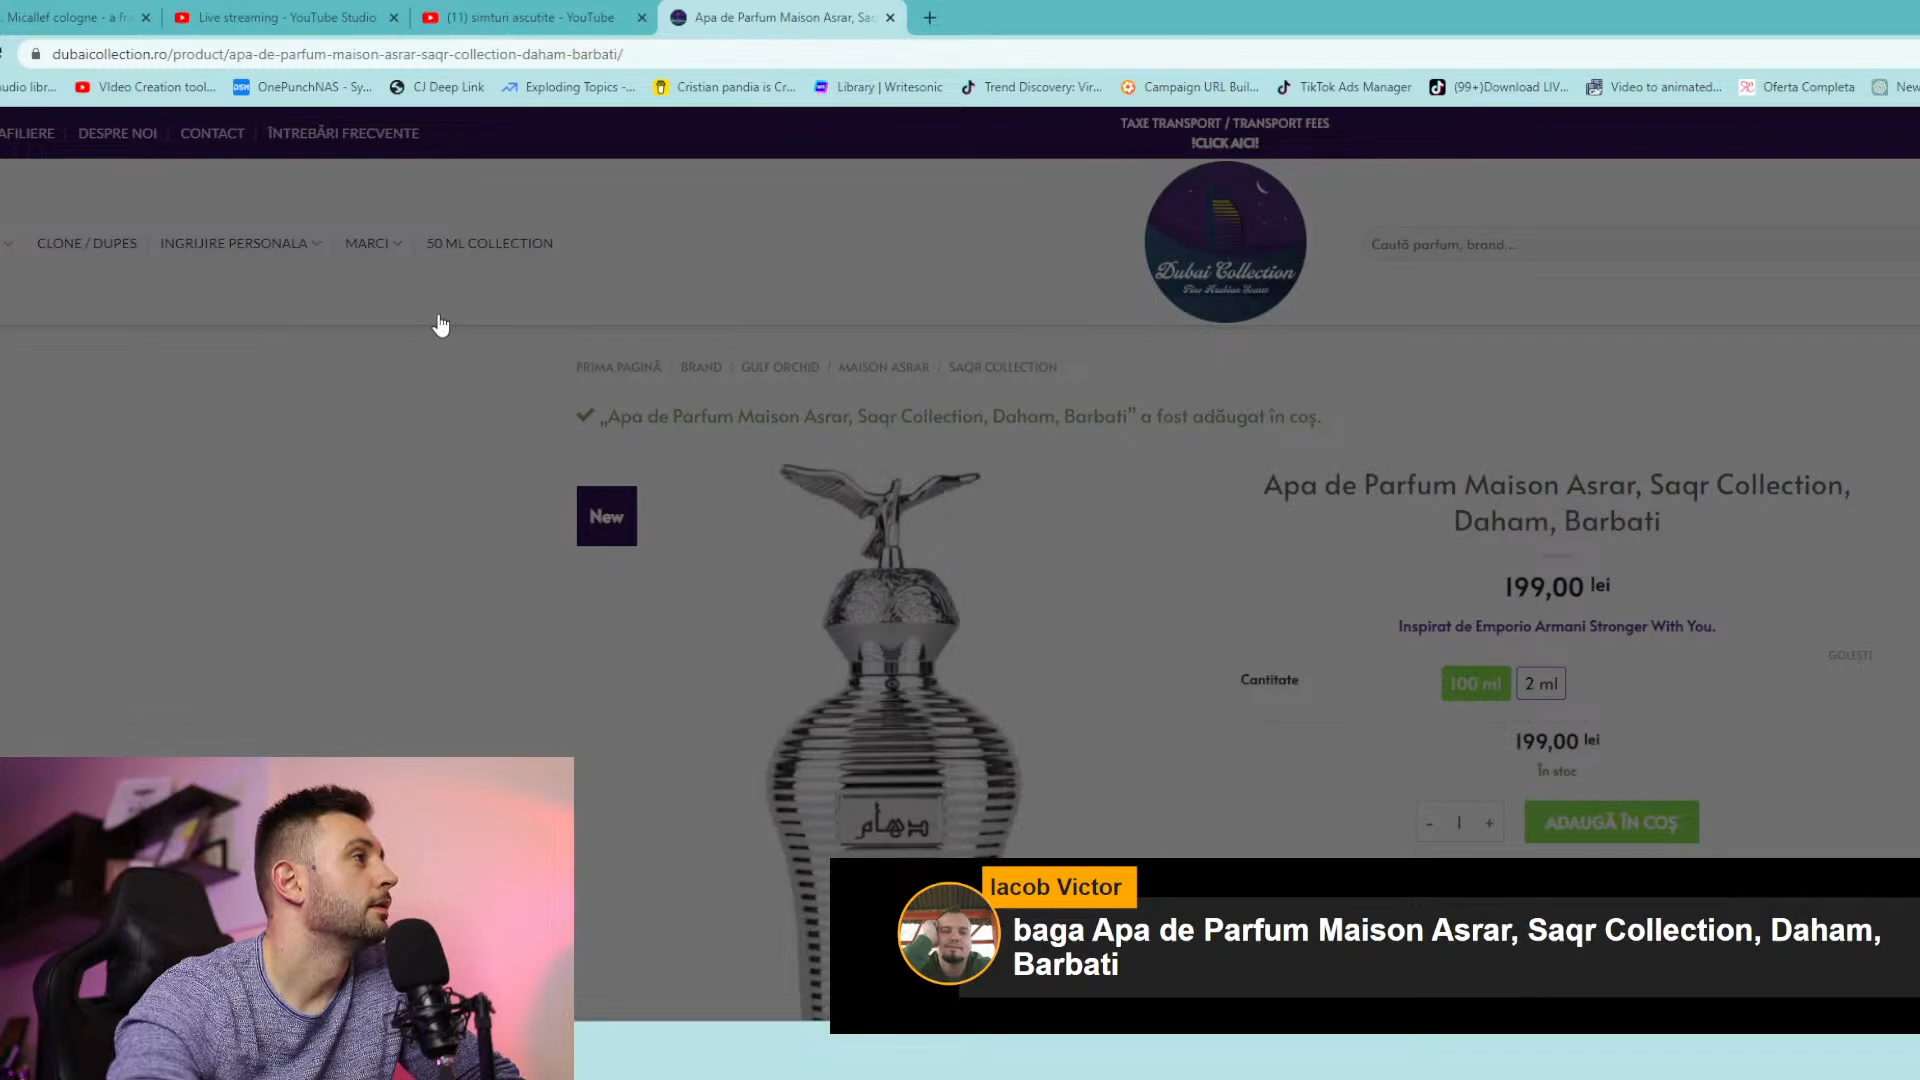 . Micallef cologne - a fra
Live streaming - YouTube Studio
(11) simturi ascutite - YouTube
Apa de Parfum Maison Asrar, Saq
dubaicollection.ro/product/apa-de-parfum-maison-asrar-saqr-collection-daham-barbati/
udio libr...
VIdeo Creation tool...
OnePunchNAS - Sy...
CJ Deep Link
Exploding Topics -...
Cristian pandia is Cr...
Library | Writesonic
Trend Discovery: Vir...
Campaign URL Buil...
TikTok Ads Manager
(99+)Download LIV...
Video to animated...
Oferta Completa
New
AFILIERE
DESPRE NOI
CONTACT
ÎNTREBĂRI FRECVENTE
TAXE TRANSPORT / TRANSPORT FEES
!CLICK AICI!
CLONE / DUPES
INGRIJIRE PERSONALA
MARCI
50 ML COLLECTION
Dubai Collection
Fine Arabian Scents
Caută parfum, brand...
PRIMA PAGINĂ / BRAND / GULF ORCHID / MAISON ASRAR / SAQR COLLECTION
„Apa de Parfum Maison Asrar, Saqr Collection, Daham, Barbati” a fost adăugat în coș.
New
Apa de Parfum Maison Asrar, Saqr Collection,
Daham, Barbati
199,00 lei
Inspirat de Emporio Armani Stronger With You.
GOLEȘTI
Cantitate
100 ml
2 ml
199,00 lei
În stoc
- 1 +
ADAUGĂ ÎN COȘ
دهام
Iacob Victor
baga Apa de Parfum Maison Asrar, Saqr Collection, Daham,
Barbati